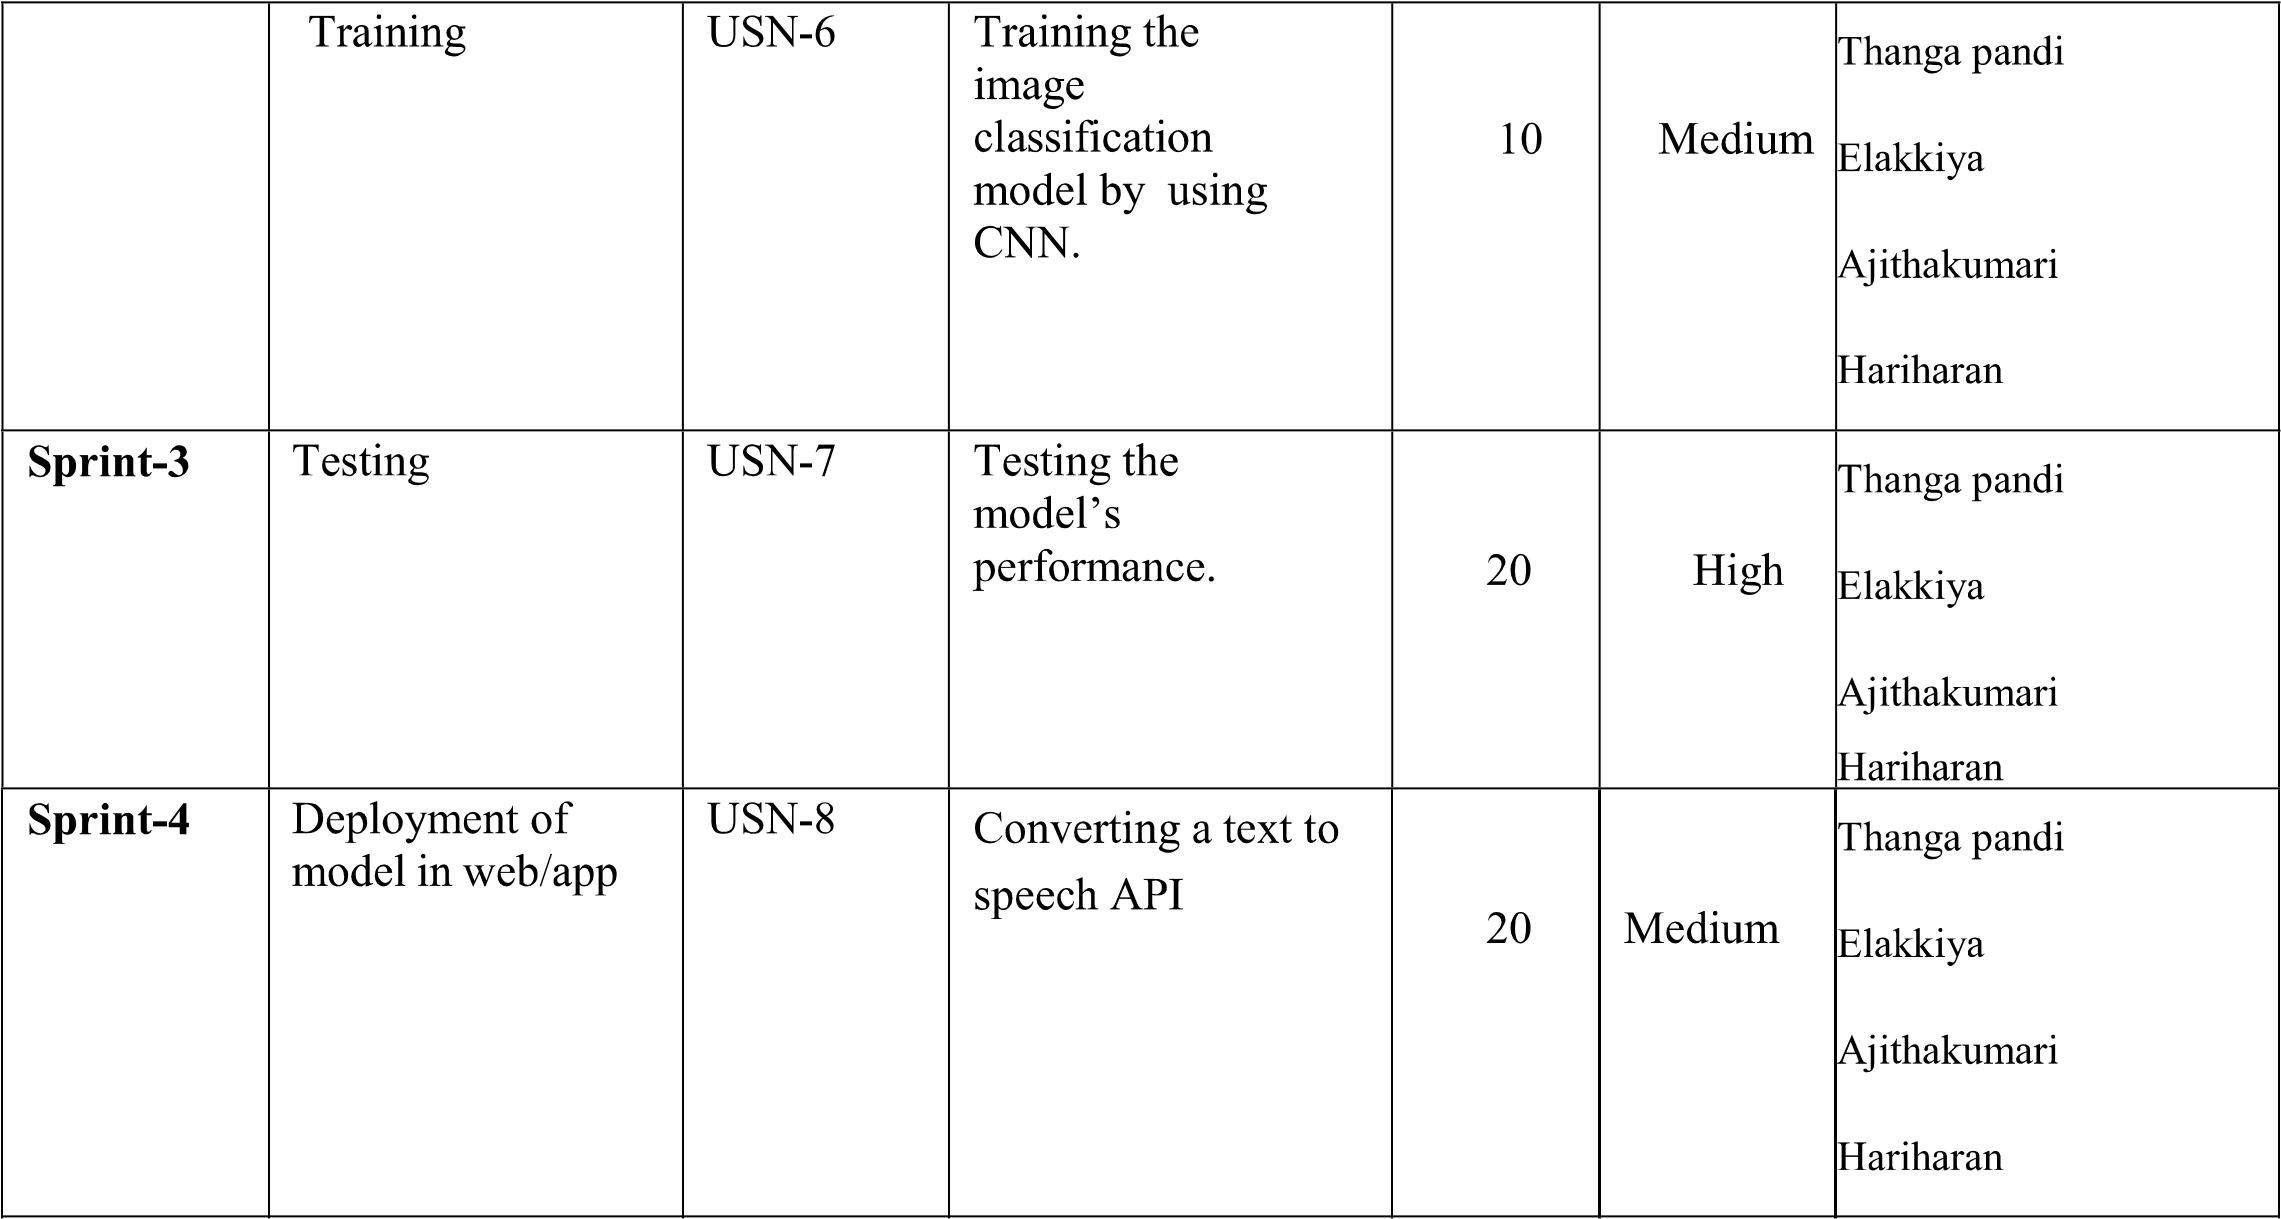 Training
USN-6
Training the
image
classification
model by  using
CNN.
10
Medium
Thanga pandi
Elakkiya
Ajithakumari
Hariharan
Sprint-3
Testing
USN-7
Testing the
model’s
performance.
20
High
Thanga pandi
Elakkiya
Ajithakumari
Hariharan
Sprint-4
Deployment of
model in web/app
USN-8
Converting a text to
speech API
20
Medium
Thanga pandi
Elakkiya
Ajithakumari
Hariharan